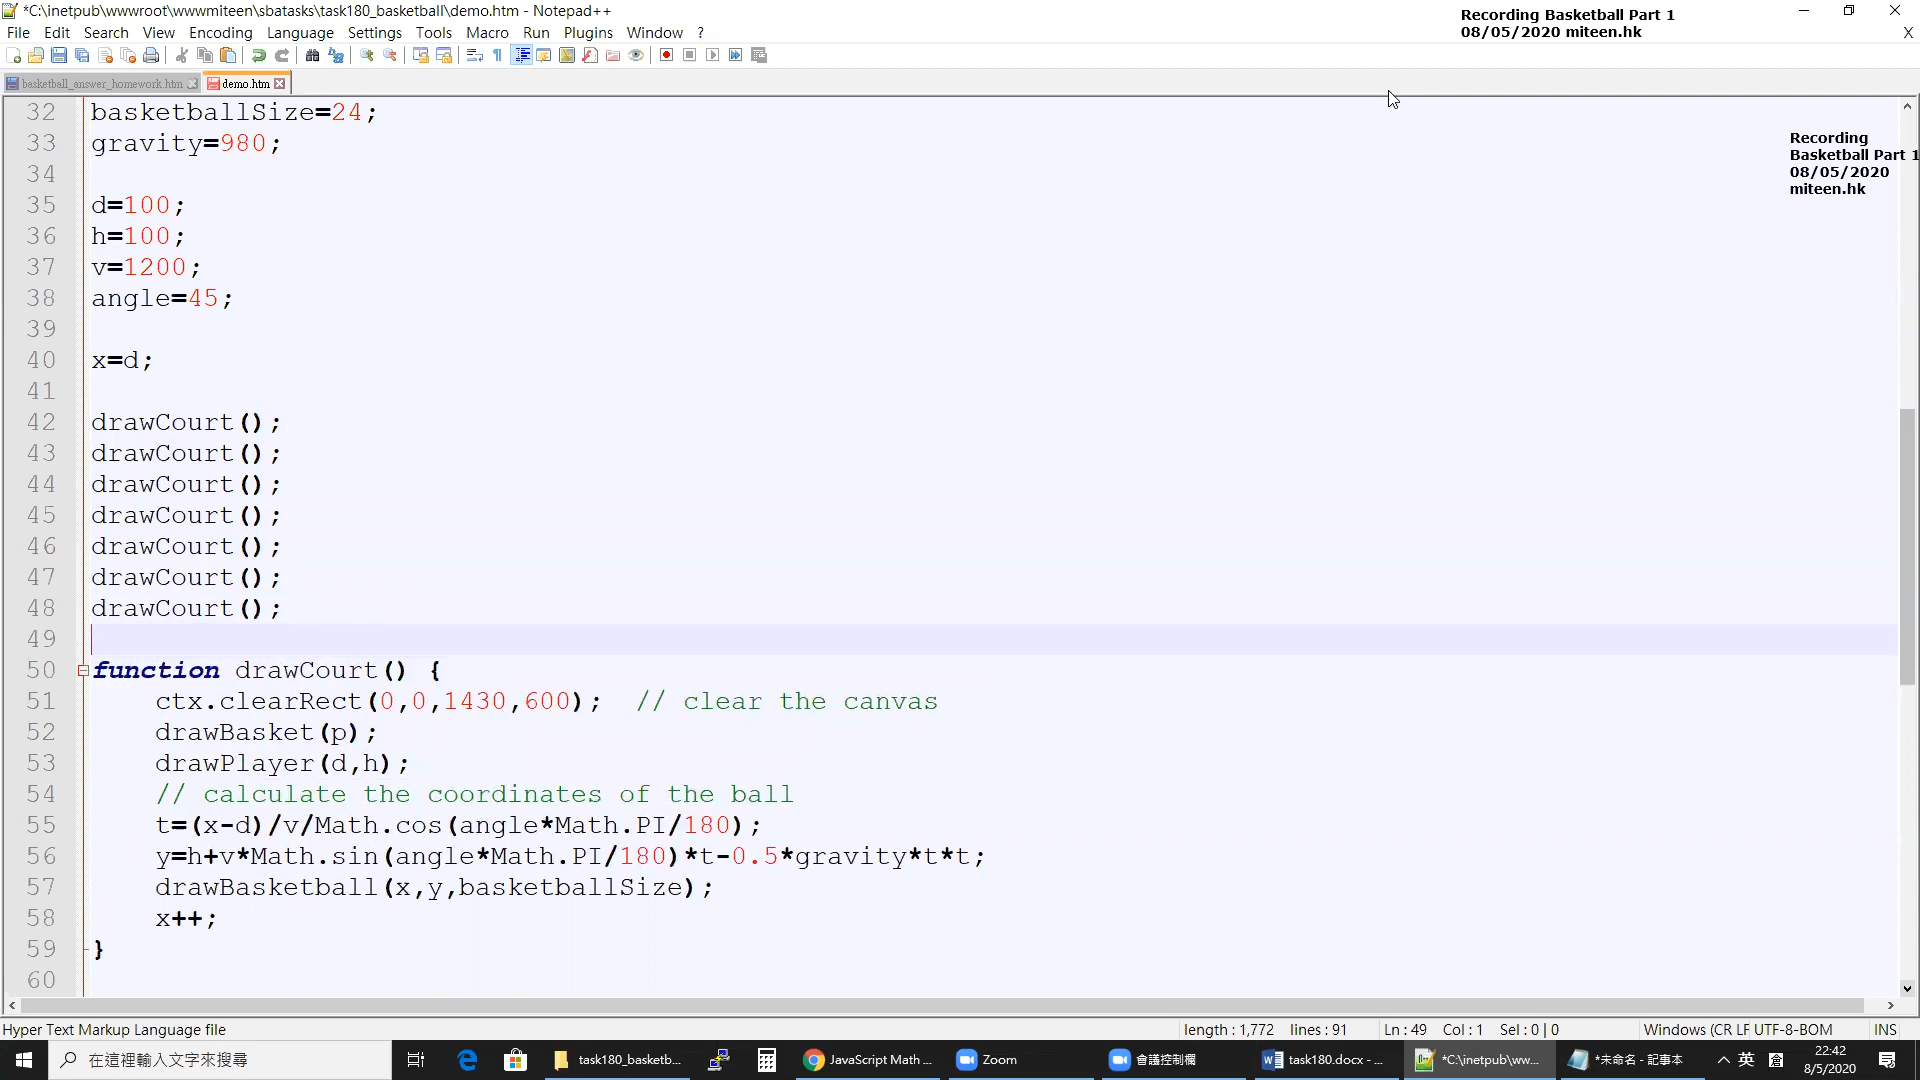 *C:\inetpub\wwwroot\wwwmiteen\sbatasks\task180_basketball\demo.htm - Notepad++
Recording Basketball Part 1
08/05/2020 miteen.hk
File Edit Search View Encoding Language Settings Tools Macro Run Plugins Window ?
X
basketball_answer_homework.htm demo.htm
32 basketballSize=24;
33 gravity=980;
34
35 d=100;
36 h=100;
37 v=1200;
38 angle=45;
39
40 x=d;
41
42 drawCourt();
43 drawCourt();
44 drawCourt();
45 drawCourt();
46 drawCourt();
47 drawCourt();
48 drawCourt();
49
50 function drawCourt() {
51 ctx.clearRect(0,0,1430,600); // clear the canvas
52 drawBasket(p);
53 drawPlayer(d,h);
54 // calculate the coordinates of the ball
55 t=(x-d)/v/Math.cos(angle*Math.PI/180);
56 y=h+v*Math.sin(angle*Math.PI/180)*t-0.5*gravity*t*t;
57 drawBasketball(x,y,basketballSize);
58 x++;
59 }
60
Recording
Basketball Part 1
08/05/2020
miteen.hk
Hyper Text Markup Language file length : 1,772 lines : 91 Ln : 49 Col : 1 Sel : 0 | 0 Windows (CR LF UTF-8-BOM INS
在這裡輸入文字來搜尋 task180_basketb... JavaScript Math ... Zoom 會議控制欄 task180.docx - ... *C:\inetpub\ww... *未命名 - 記事本 英 倉 22:42
8/5/2020